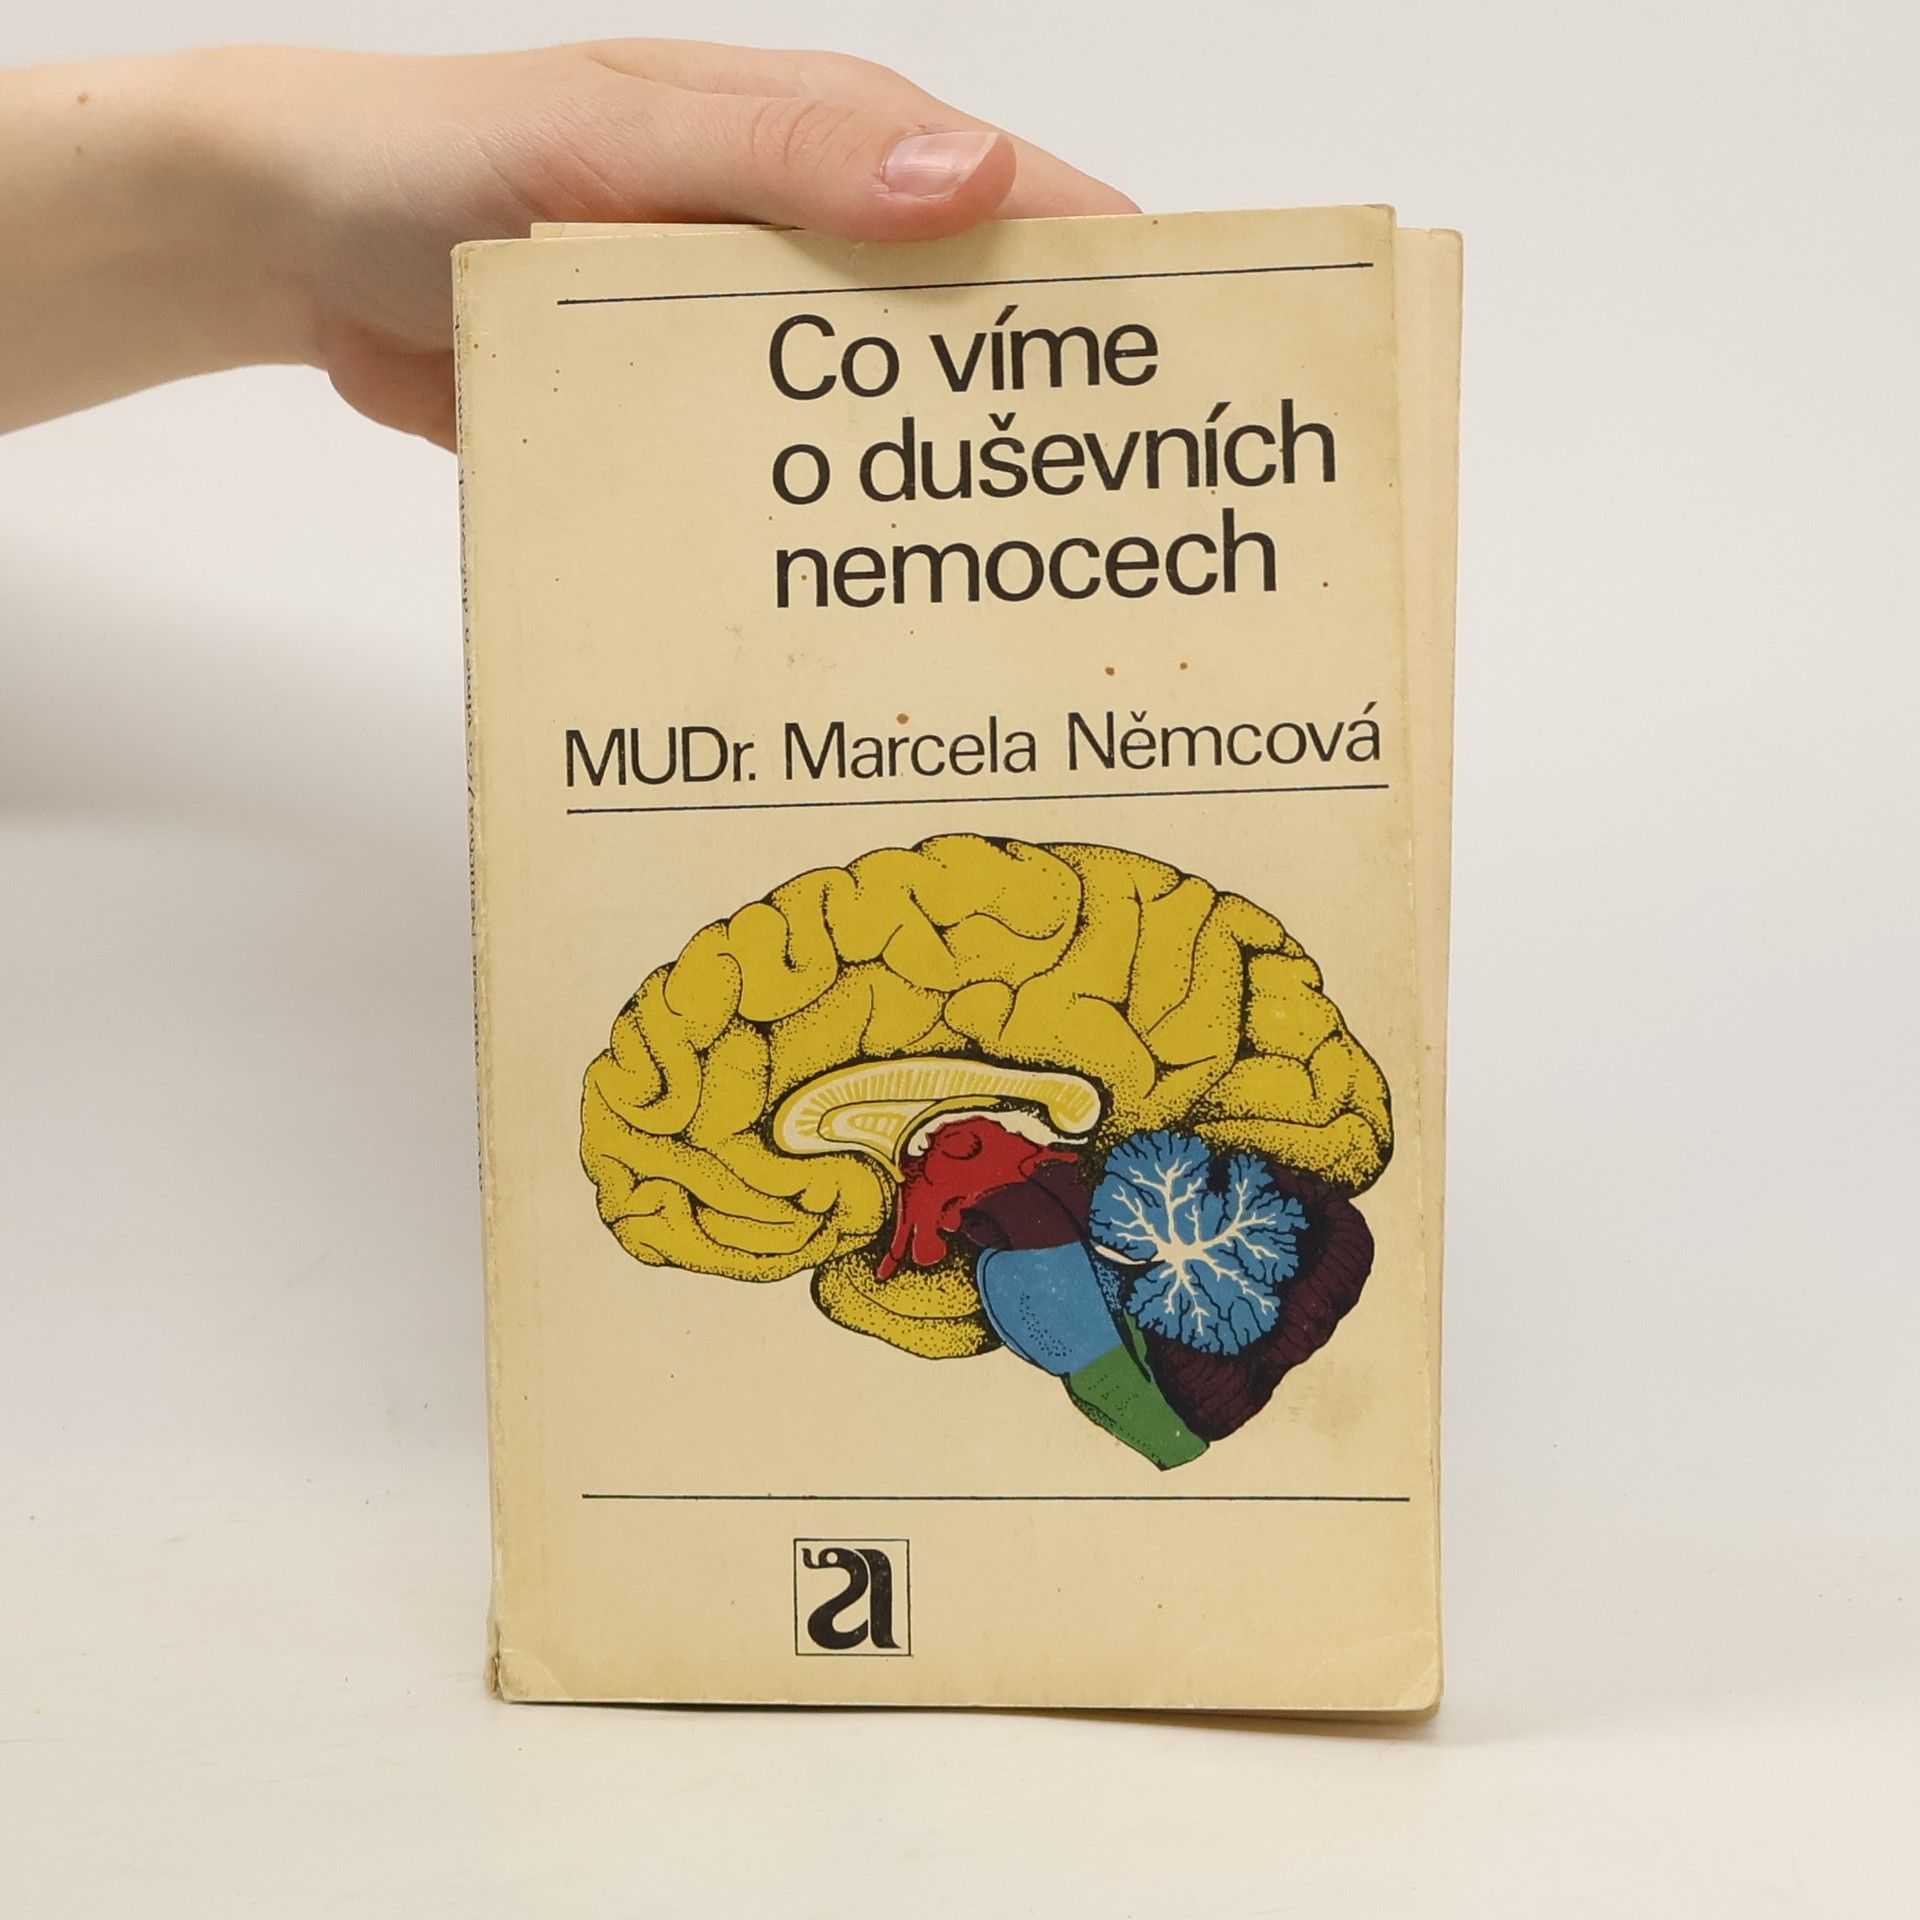 Co víme
o duševních
nemocech
MUDr. Marcela Němcová